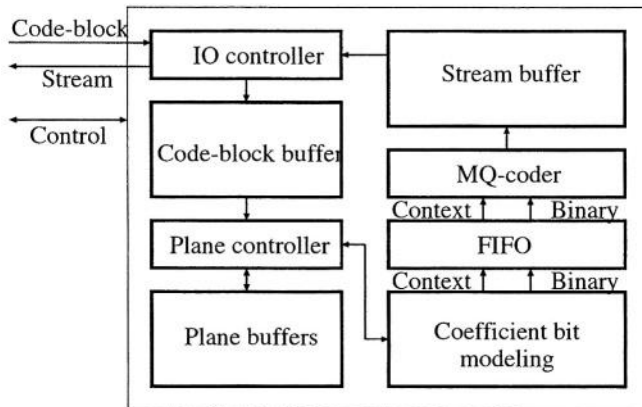 Code-block
Stream
Control
IO controller
Code-block buffer
Plane controller
Plane buffers
Stream buffer
MQ-coder
Context Binary
FIFO
Context Binary
Coefficient bit
modeling